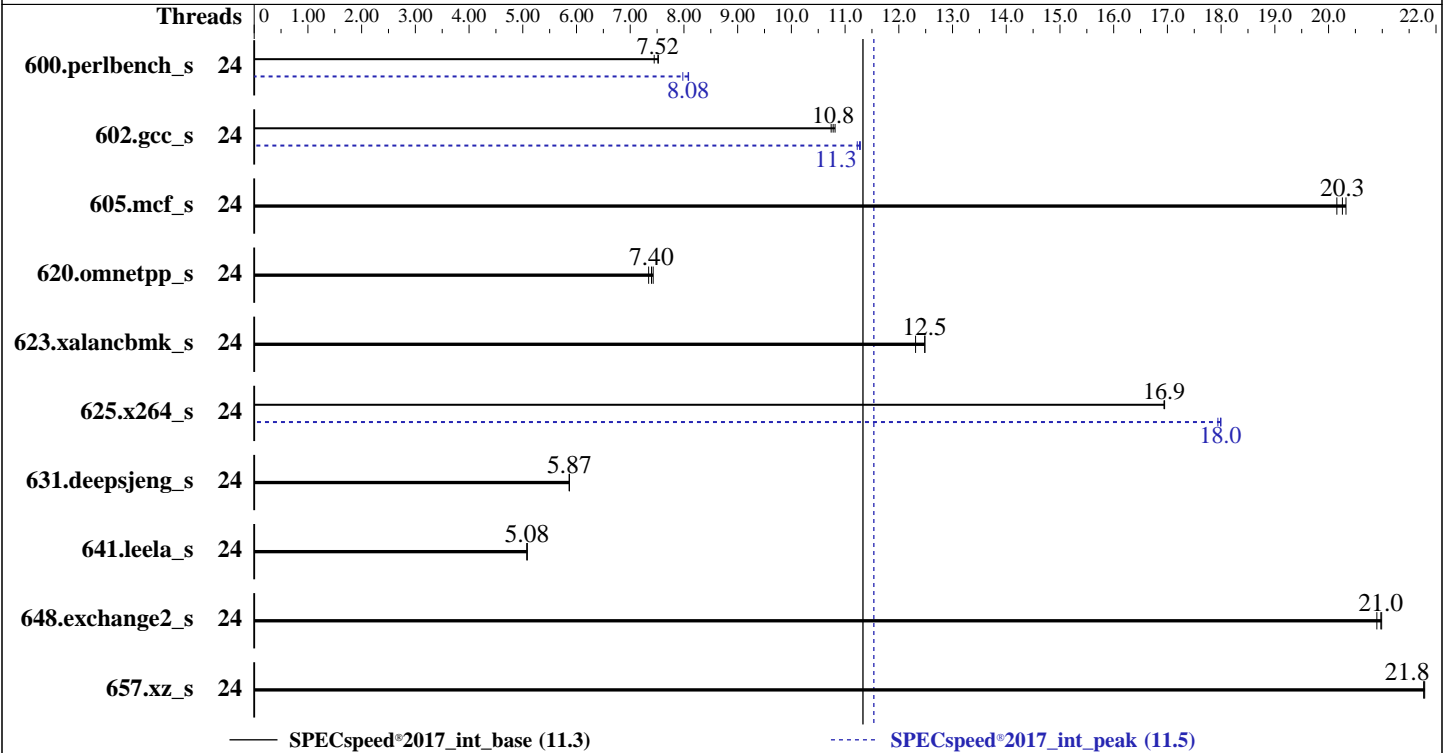 Threads 0 1.00 2.00 3.00 4.00 5.00 6.00 7.00 8.00 9.00 10.0 11.0 12.0 13.0 14.0 15.0 16.0 17.0 18.0 19.0 20.0 22.0
600.perlbench_s 24 7.52
8.08
602.gcc_s 24 10.8
11.3
605.mcf_s 24 20.3
620.omnetpp_s 24 7.40
623.xalancbmk_s 24 12.5
625.x264_s 24 16.9
18.0
631.deepsjeng_s 24 5.87
641.leela_s 24 5.08
648.exchange2_s 24 21.0
657.xz_s 24 21.8
SPECspeed®2017_int_base (11.3) SPECspeed®2017_int_peak (11.5)